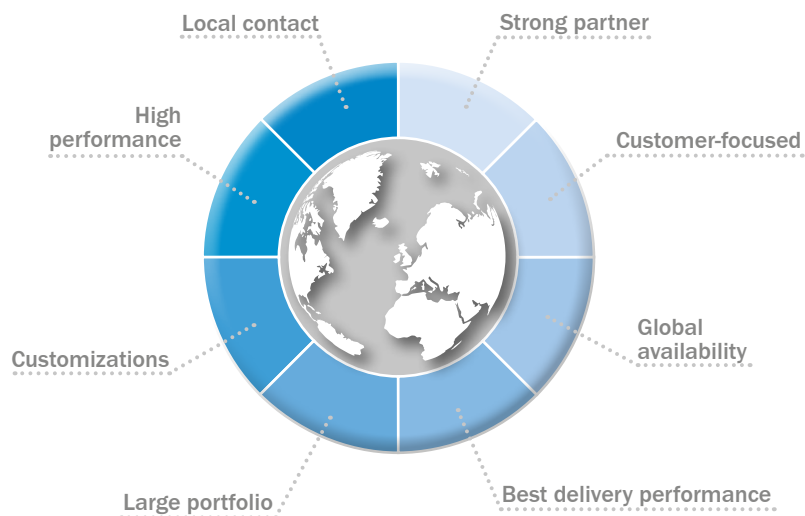 Local contact
Strong partner
High
performance
Customer-focused
Global
availability
Customizations
Best delivery performance
Large portfolio